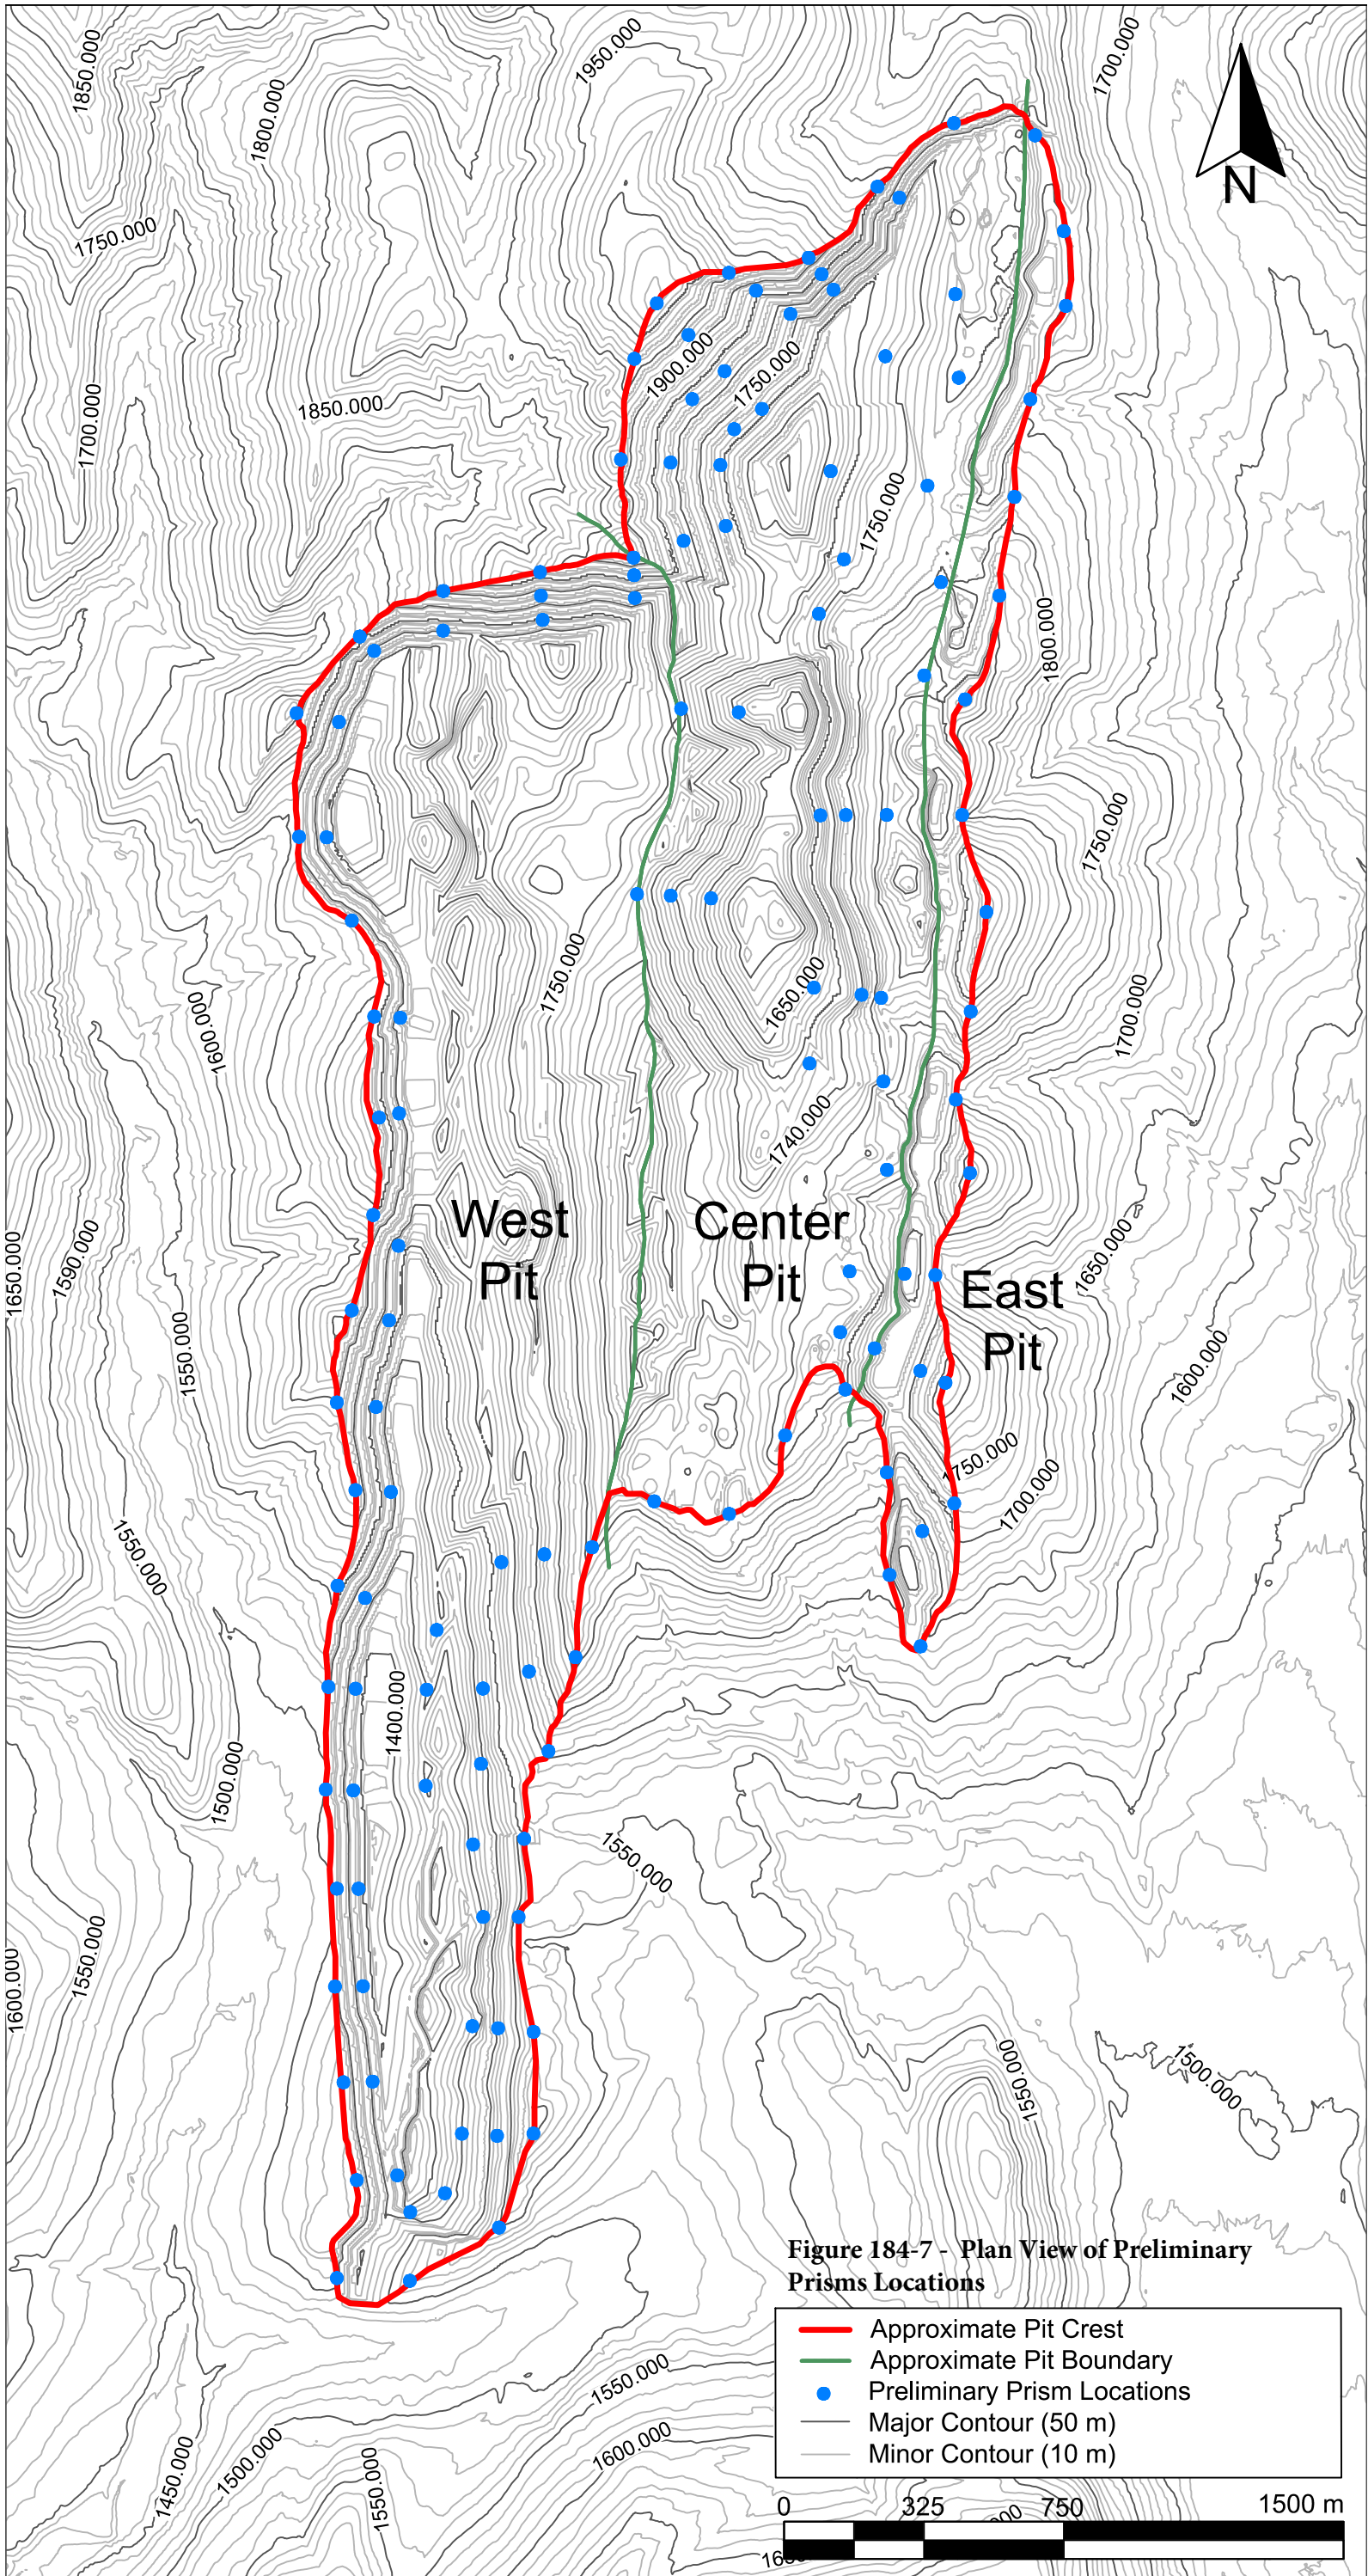 1950.000
1700.000
1850.000
1800.000
N
1750.000
1900.000
1750.000
1850.000
1700.000
1750.000
1800.000
1750.000
1750.000
1650.000
1600.000
1700.000
1740.000
West
Pit
Center
Pit
East
Pit
1650.000
1590.000
1650.000
1550.000
1600.000
1750.000
1700.000
1550.000
1400.000
1500.000
1550.000
1550.000
1600.000
1550.000
1500.000
Figure 184-7 - Plan View of Preliminary
Prisms Locations
Approximate Pit Crest
Approximate Pit Boundary
Preliminary Prism Locations
Major Contour (50 m)
Minor Contour (10 m)
1550.000
1600.000
1450.000
1500.000
1550.000
0 325 750 1500 m